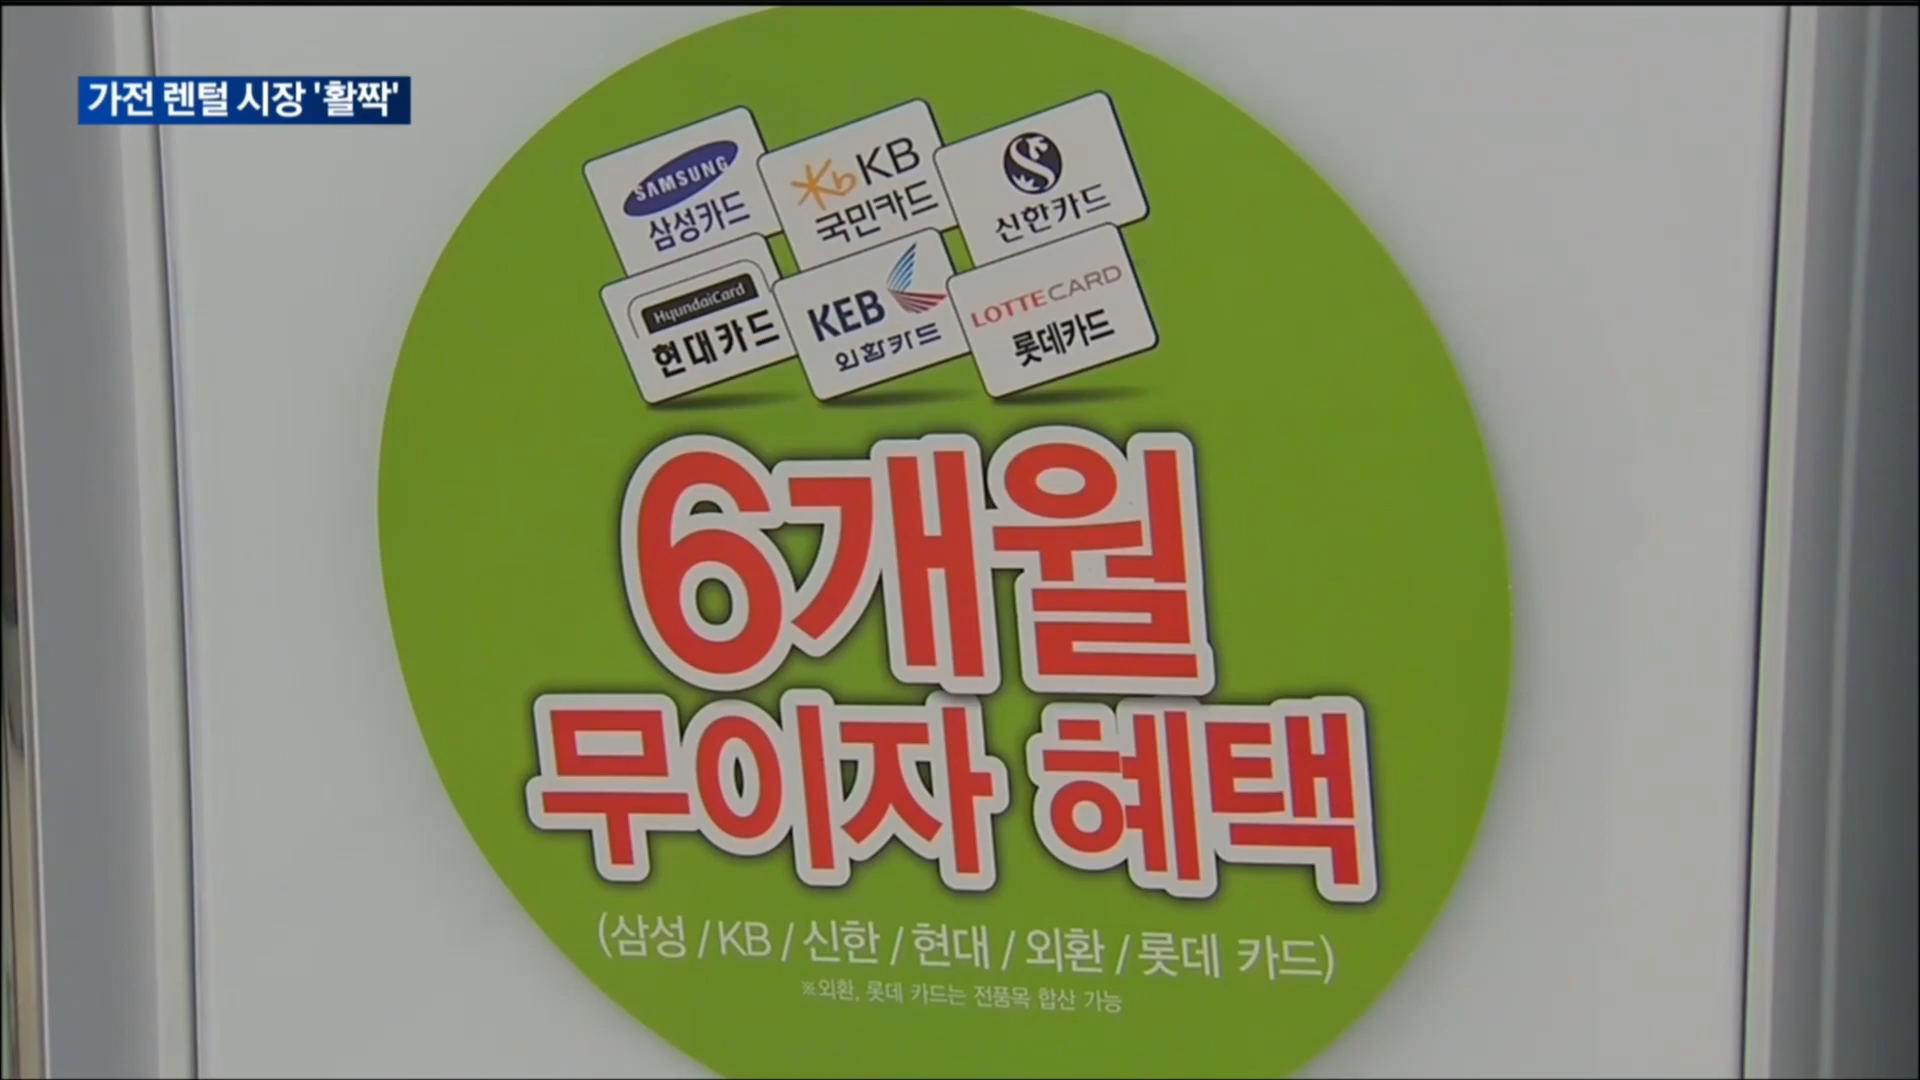 가전 렌털 시장 '활짝'
SAMSUNG
삼성카드
Kb KB
국민카드
S
신한카드
HyundaiCard
현대카드
KEB
외환카드
LOTTECARD
롯데카드
6개월
무이자 혜택
(삼성 / KB / 신한 / 현대 / 외환 / 롯데 카드)
※외환, 롯데 카드는 전품목 합산 가능